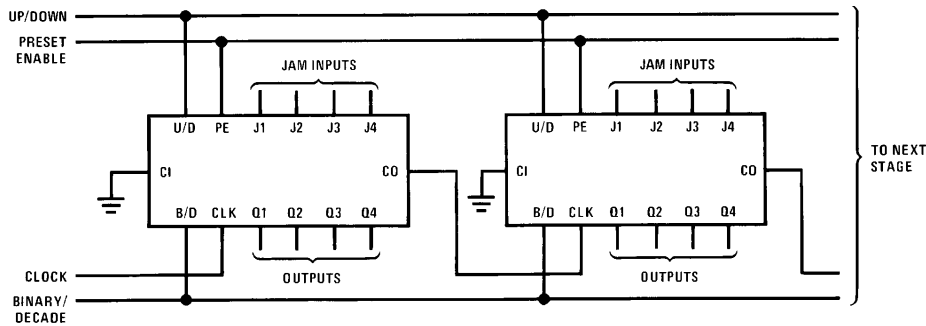 UP/DOWN
PRESET
ENABLE
JAM INPUTS
JAM INPUTS
U/D PE J1 J2 J3 J4
U/D PE J1 J2 J3 J4
CI CO
CI CO
TO NEXT
STAGE
B/D CLK Q1 Q2 Q3 Q4
B/D CLK Q1 Q2 Q3 Q4
OUTPUTS
OUTPUTS
CLOCK
BINARY/
DECADE